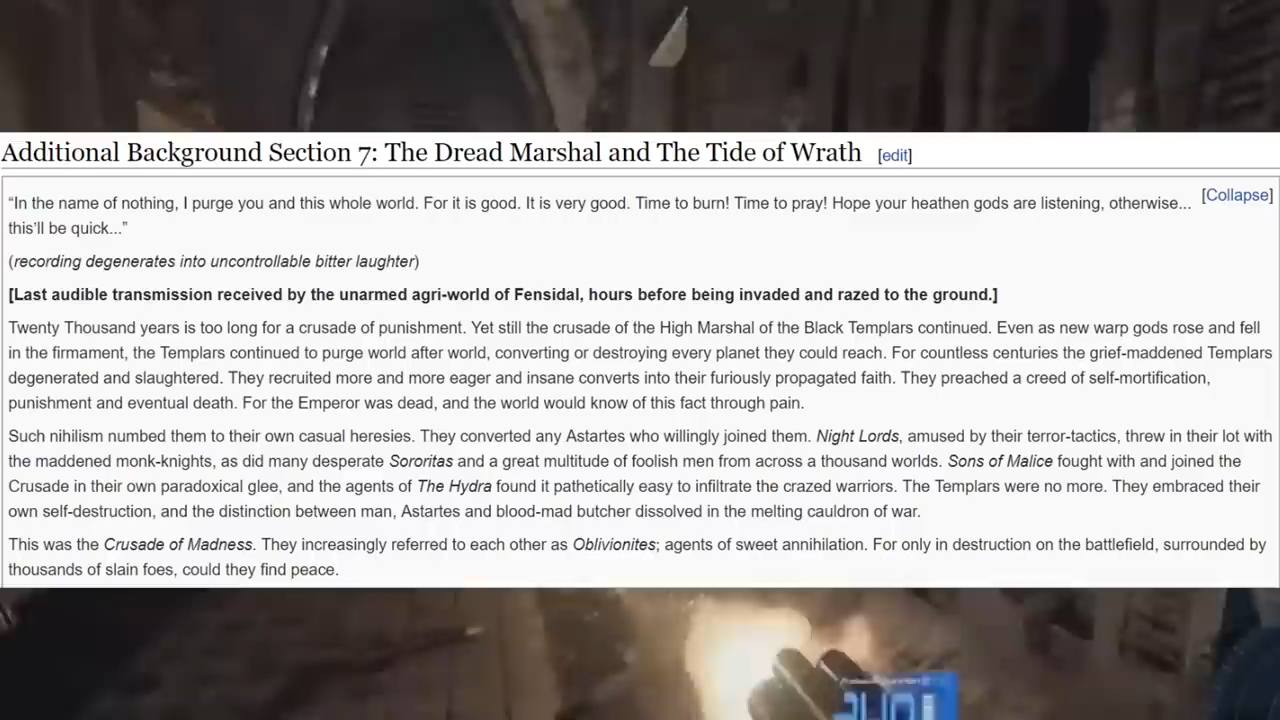 Additional Background Section 7: The Dread Marshal and The Tide of Wrath [edit]
[Collapse]
“In the name of nothing, I purge you and this whole world. For it is good. It is very good. Time to burn! Time to pray! Hope your heathen gods are listening, otherwise...
this’ll be quick...”
(recording degenerates into uncontrollable bitter laughter)
[Last audible transmission received by the unarmed agri-world of Fensidal, hours before being invaded and razed to the ground.]
Twenty Thousand years is too long for a crusade of punishment. Yet still the crusade of the High Marshal of the Black Templars continued. Even as new warp gods rose and fell
in the firmament, the Templars continued to purge world after world, converting or destroying every planet they could reach. For countless centuries the grief-maddened Templars
degenerated and slaughtered. They recruited more and more eager and insane converts into their furiously propagated faith. They preached a creed of self-mortification,
punishment and eventual death. For the Emperor was dead, and the world would know of this fact through pain.
Such nihilism numbed them to their own casual heresies. They converted any Astartes who willingly joined them. Night Lords, amused by their terror-tactics, threw in their lot with
the maddened monk-knights, as did many desperate Sororitas and a great multitude of foolish men from across a thousand worlds. Sons of Malice fought with and joined the
Crusade in their own paradoxical glee, and the agents of The Hydra found it pathetically easy to infiltrate the crazed warriors. The Templars were no more. They embraced their
own self-destruction, and the distinction between man, Astartes and blood-mad butcher dissolved in the melting cauldron of war.
This was the Crusade of Madness. They increasingly referred to each other as Oblivionites; agents of sweet annihilation. For only in destruction on the battlefield, surrounded by
thousands of slain foes, could they find peace.